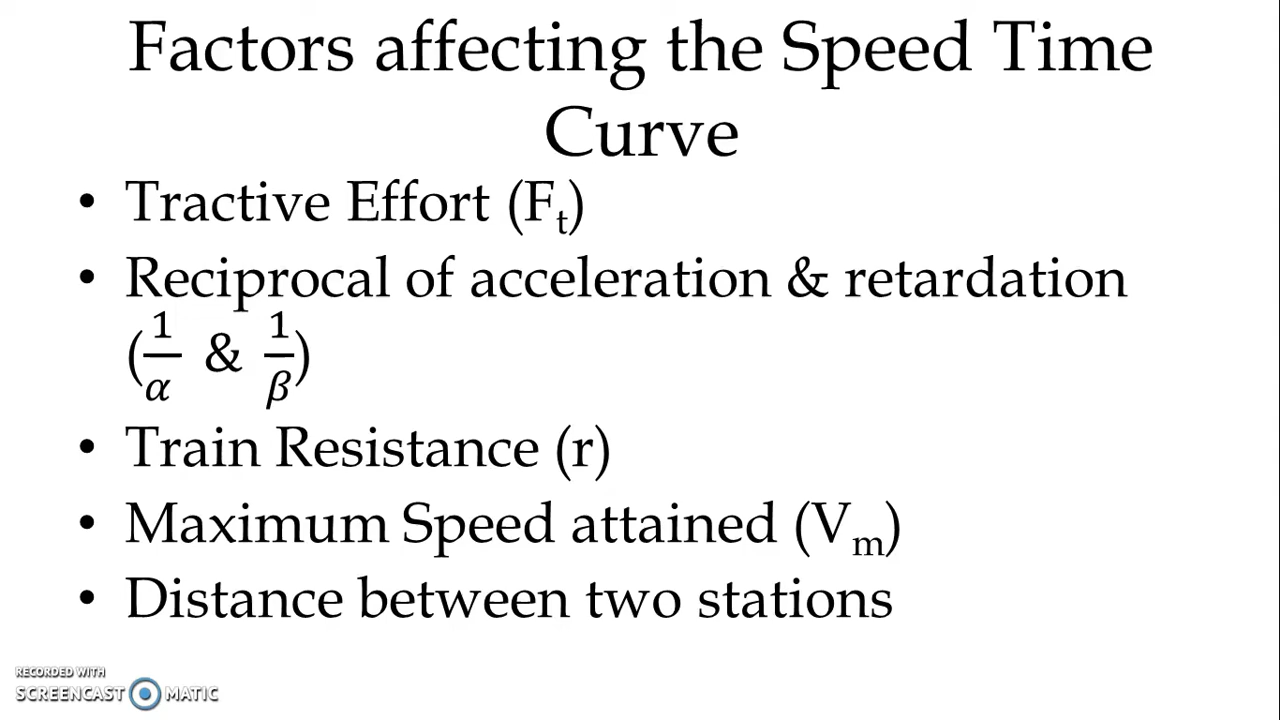 Factors affecting the Speed Time
Curve
• Tractive Effort (Fₜ)
• Reciprocal of acceleration & retardation
(1/α & 1/β)
• Train Resistance (r)
• Maximum Speed attained (Vₘ)
• Distance between two stations
RECORDED WITH
SCREENCAST MATIC